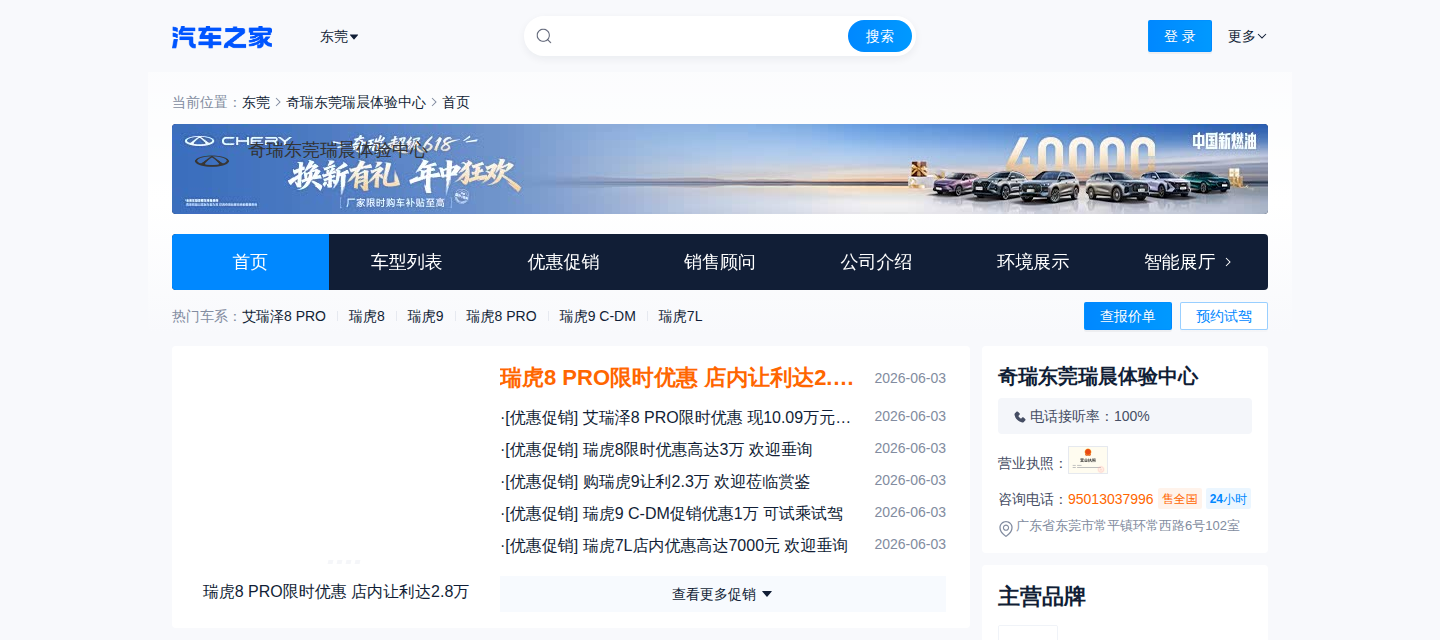 汽车之家
东莞
搜索
登 录
更多
当前位置：东莞 > 奇瑞东莞瑞晨体验中心 > 首页
CHERY
奇瑞超级618
中国新燃油
奇瑞东莞瑞晨体验中心
40000
换新有礼 年中狂欢
厂家限时购车补贴至高
首页
车型列表
优惠促销
销售顾问
公司介绍
环境展示
智能展厅
热门车系：艾瑞泽8 PRO
瑞虎8
瑞虎9
瑞虎8 PRO
瑞虎9 C-DM
瑞虎7L
查报价单
预约试驾
瑞虎8 PRO限时优惠 店内让利达2.…
2026-06-03
·[优惠促销] 艾瑞泽8 PRO限时优惠 现10.09万元…
2026-06-03
·[优惠促销] 瑞虎8限时优惠高达3万 欢迎垂询
2026-06-03
·[优惠促销] 购瑞虎9让利2.3万 欢迎莅临赏鉴
2026-06-03
·[优惠促销] 瑞虎9 C-DM促销优惠1万 可试乘试驾
2026-06-03
·[优惠促销] 瑞虎7L店内优惠高达7000元 欢迎垂询
2026-06-03
瑞虎8 PRO限时优惠 店内让利达2.8万
查看更多促销
奇瑞东莞瑞晨体验中心
电话接听率：100%
营业执照：
咨询电话：95013037996 售全国 24小时
广东省东莞市常平镇环常西路6号102室
主营品牌